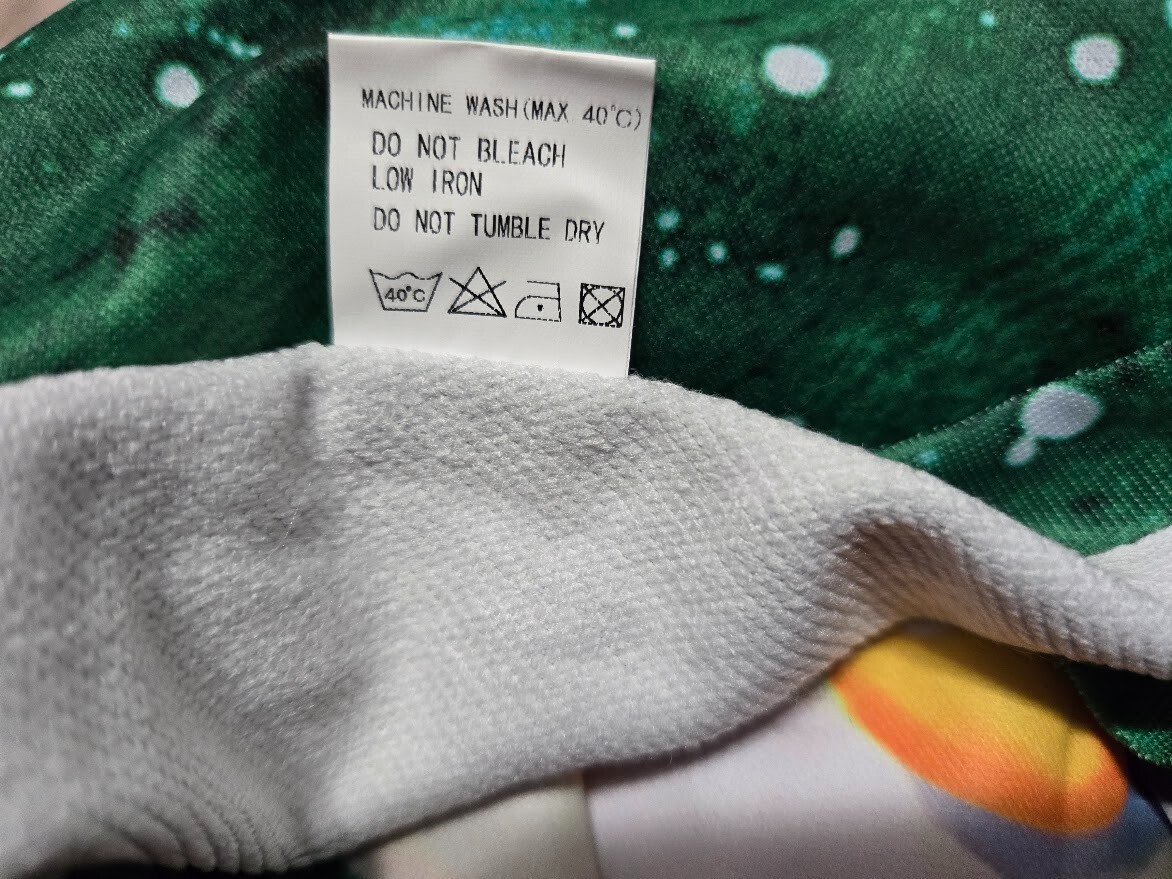 MACHINE WASH(MAX 40°C)
DO NOT BLEACH
LOW IRON
DO NOT TUMBLE DRY
40°C